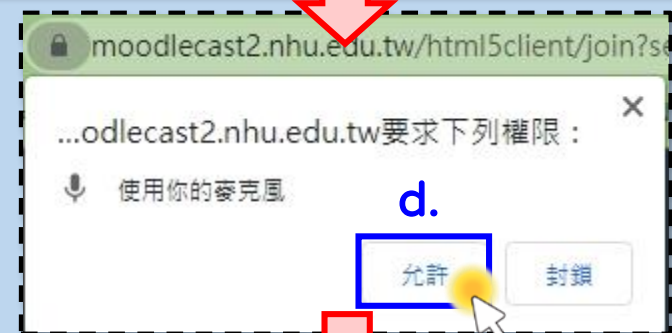 moodlecast2.nhu.edu.tw/html5client/join?s
...odlecast2.nhu.edu.tw要求下列權限：
使用你的麥克風
d.
允許 封鎖